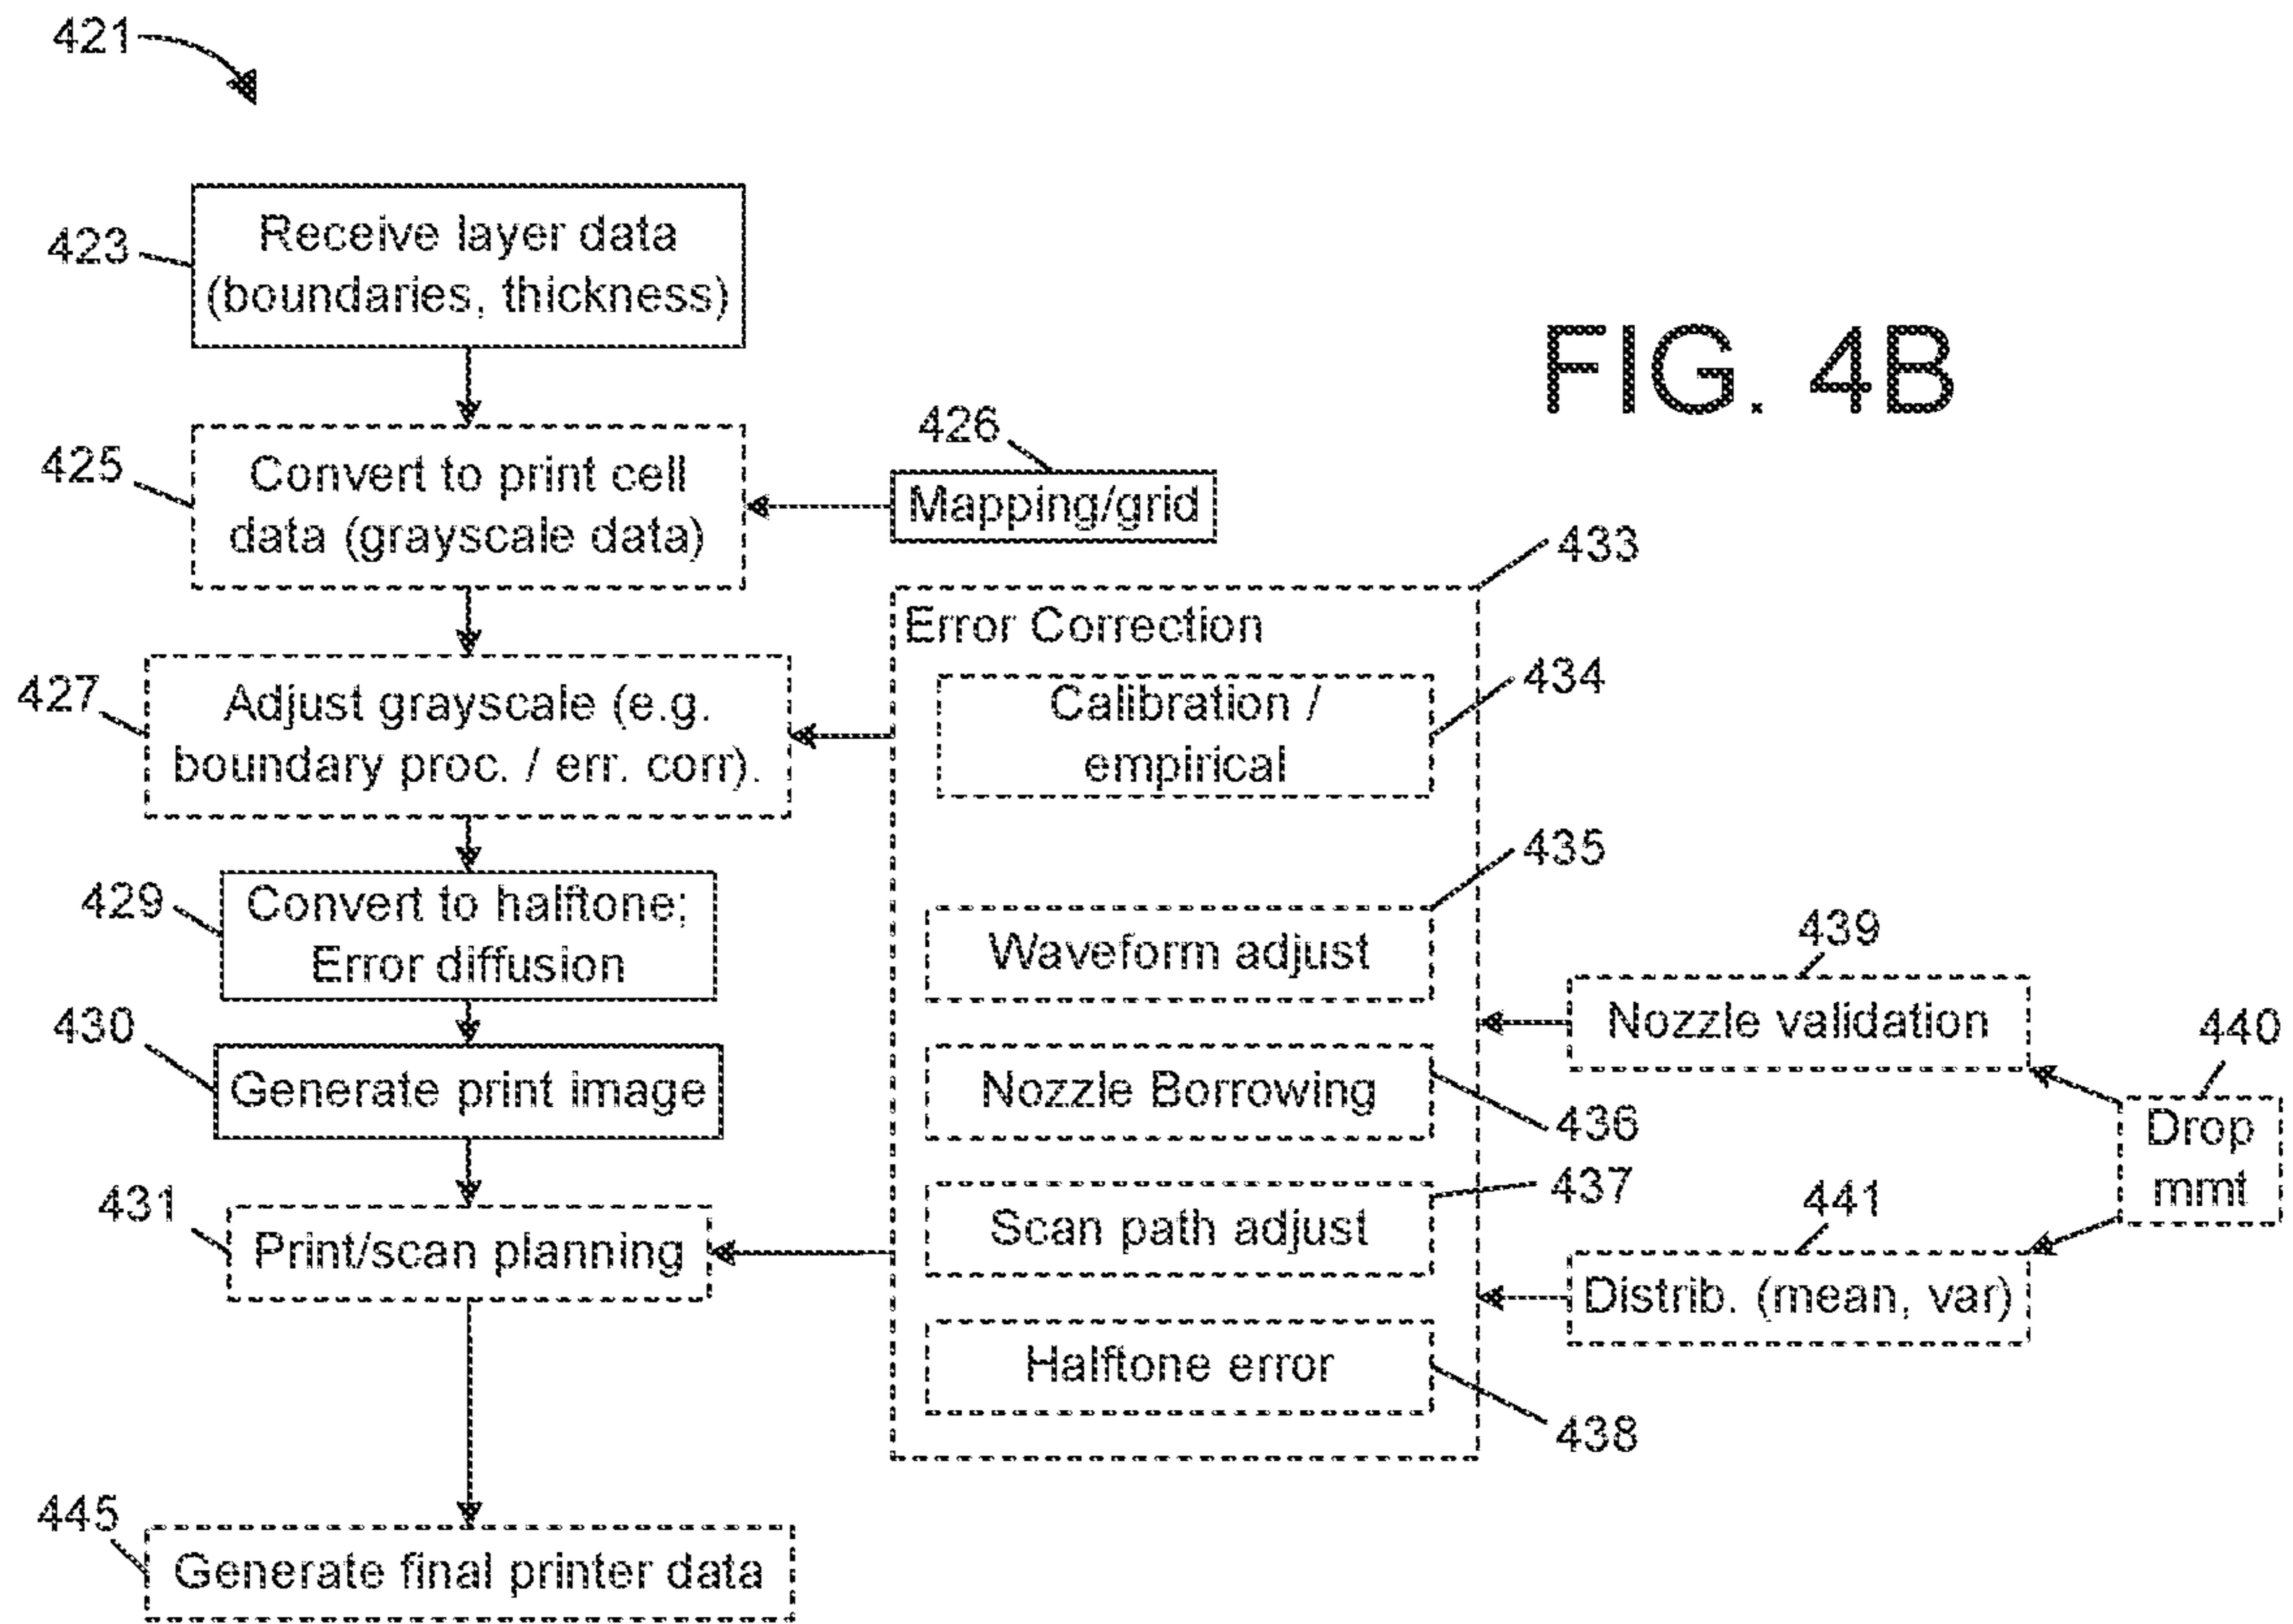 421
423
Receive layer data
(boundaries, thickness)
FIG. 4B
425
Convert to print cell
data (grayscale data)
426
Mapping/grid
427
Adjust grayscale (e.g.
boundary proc. / err. corr).
433
Error Correction
434
Calibration /
empirical
429
Convert to halftone;
Error diffusion
435
Waveform adjust
439
Nozzle validation
430
Generate print image
436
Nozzle Borrowing
440
Drop
mmt
431
Print/scan planning
437
Scan path adjust
441
Distrib. (mean, var)
438
Halftone error
445
Generate final printer data